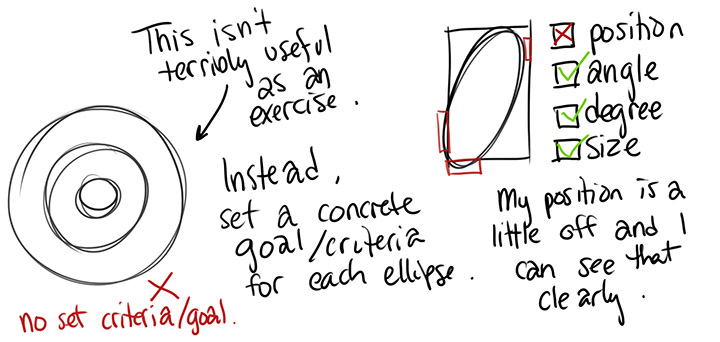 This isn't
terribly useful
as an
exercise.
no set criteria/goal.
Instead,
set a concrete
goal/criteria
for each ellipse.
position
angle
degree
size
My position is a
little off and I
can see that
clearly.